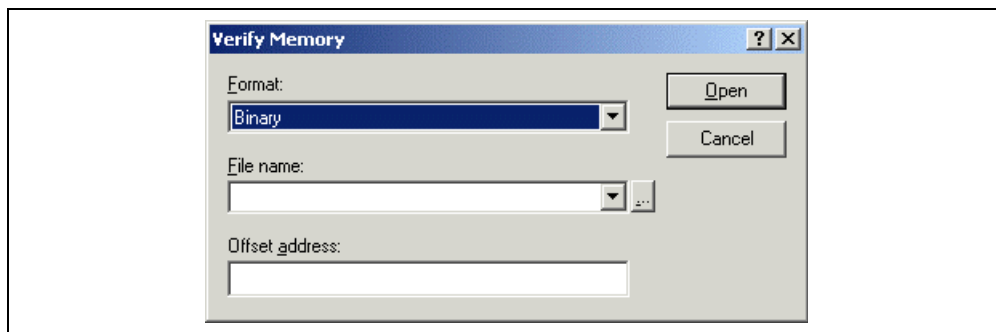 Verify Memory
Format:
Open
Binary
Cancel
File name:
...
Offset address: